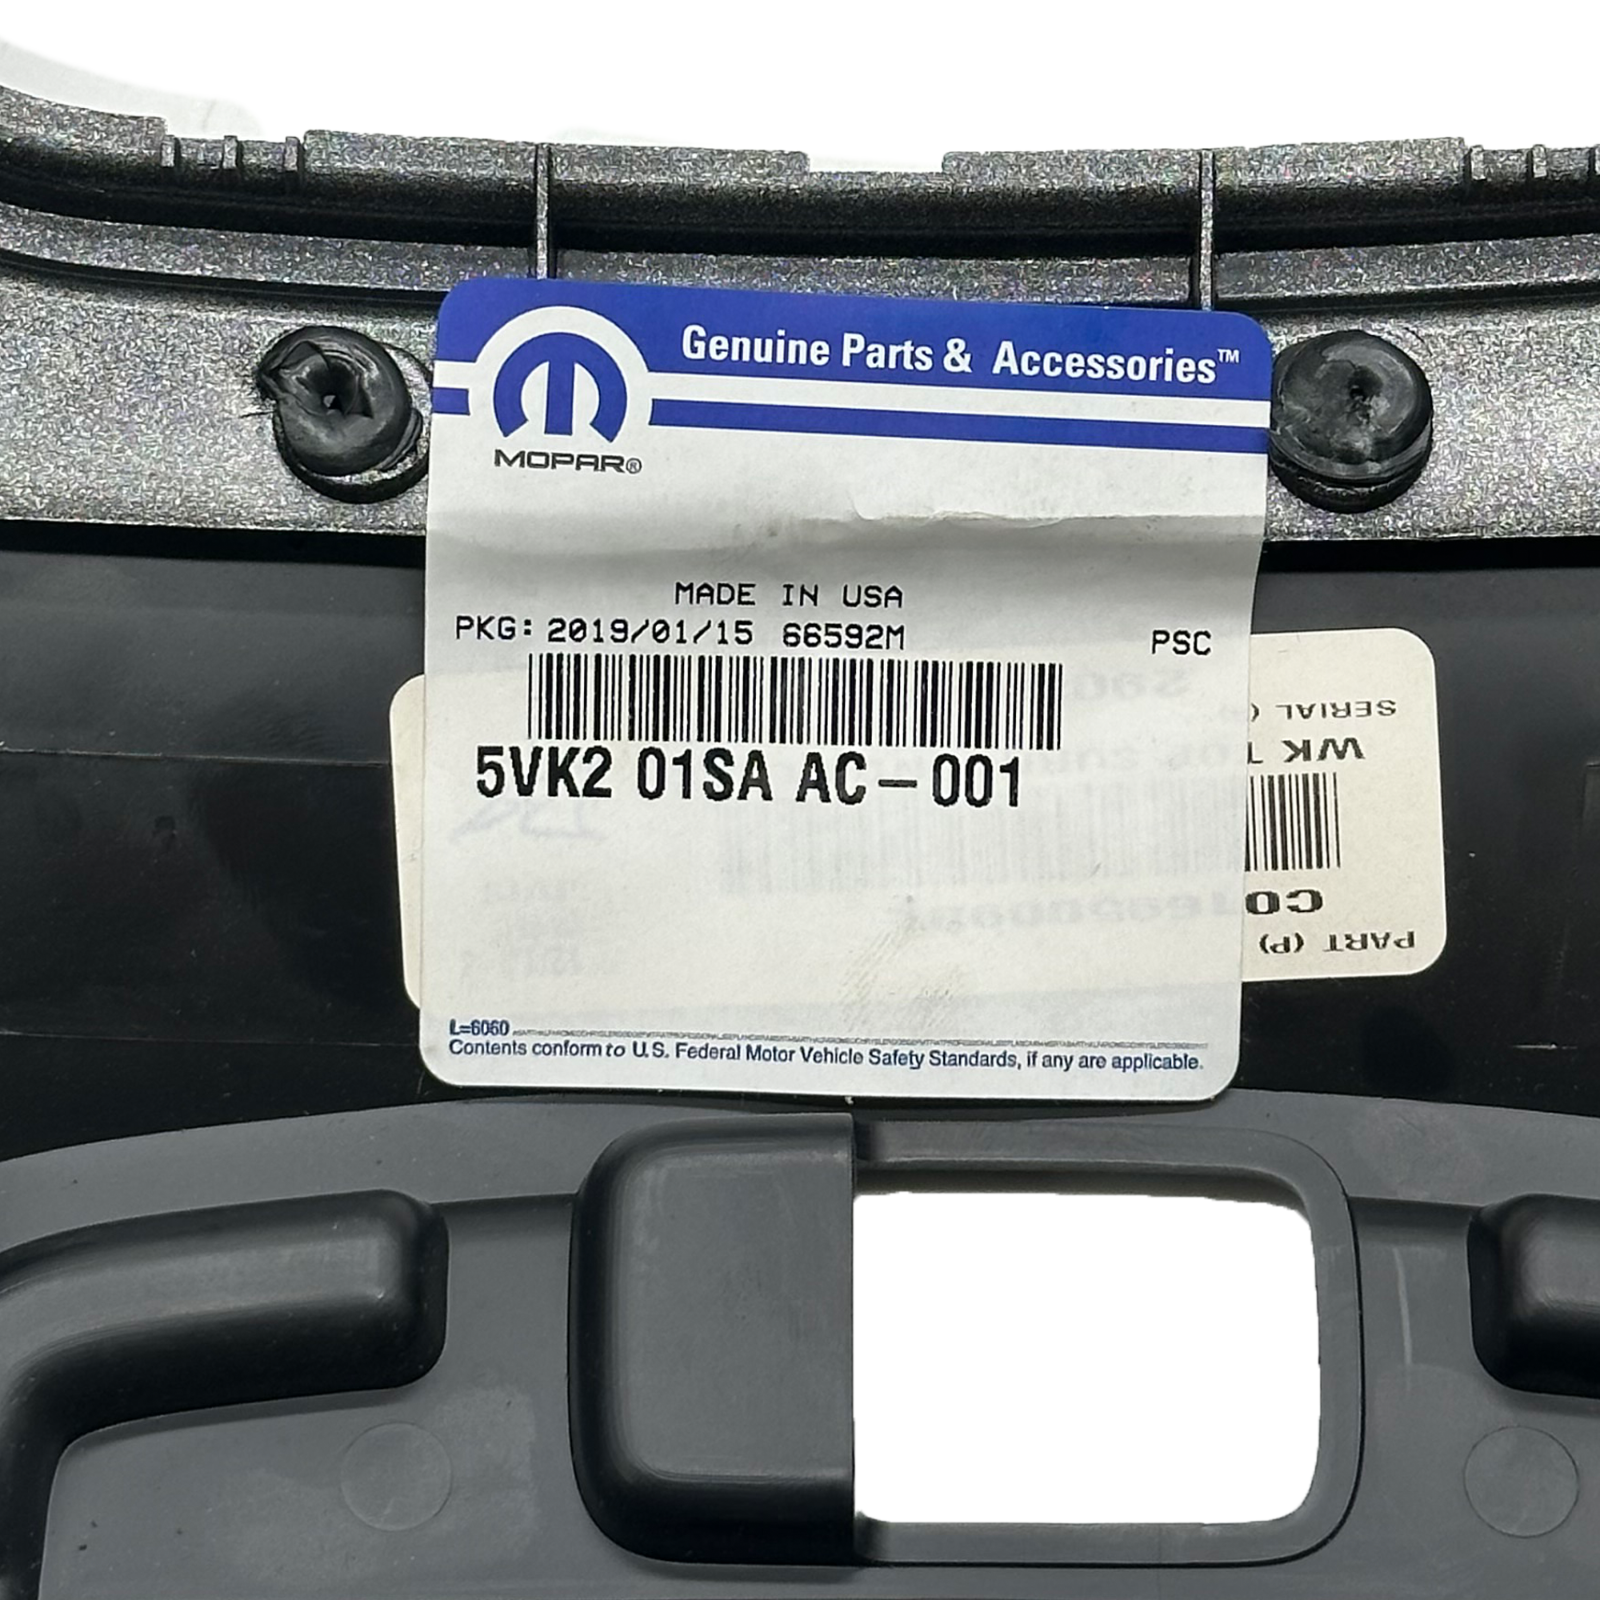 Genuine Parts & Accessories™
MOPAR®
MADE IN USA
PKG: 2019/01/15 66592M PSC
5VK2 01SA AC-001
L=6060
Contents conform to U.S. Federal Motor Vehicle Safety Standards, if any are applicable.
PART (P)
CO
WK T
SERIAL (